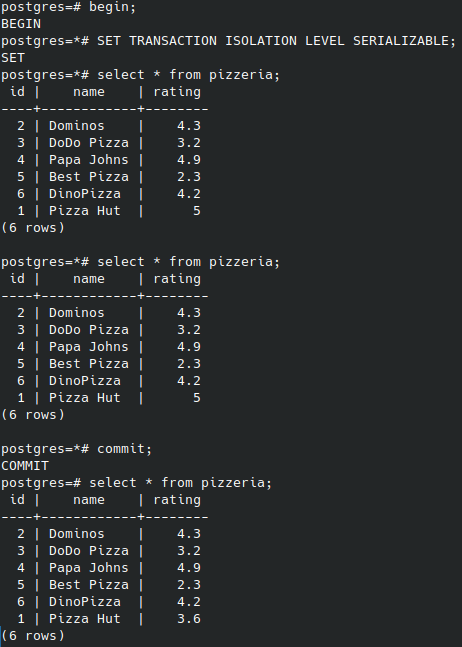 postgres=# begin;
BEGIN
postgres=*# SET TRANSACTION ISOLATION LEVEL SERIALIZABLE;
SET
postgres=*# select * from pizzeria;
 id |    name    | rating
----+------------+--------
  2 | Dominos    |    4.3
  3 | DoDo Pizza |    3.2
  4 | Papa Johns |    4.9
  5 | Best Pizza |    2.3
  6 | DinoPizza  |    4.2
  1 | Pizza Hut  |      5
(6 rows)

postgres=*# select * from pizzeria;
 id |    name    | rating
----+------------+--------
  2 | Dominos    |    4.3
  3 | DoDo Pizza |    3.2
  4 | Papa Johns |    4.9
  5 | Best Pizza |    2.3
  6 | DinoPizza  |    4.2
  1 | Pizza Hut  |      5
(6 rows)

postgres=*# commit;
COMMIT
postgres=# select * from pizzeria;
 id |    name    | rating
----+------------+--------
  2 | Dominos    |    4.3
  3 | DoDo Pizza |    3.2
  4 | Papa Johns |    4.9
  5 | Best Pizza |    2.3
  6 | DinoPizza  |    4.2
  1 | Pizza Hut  |    3.6
(6 rows)